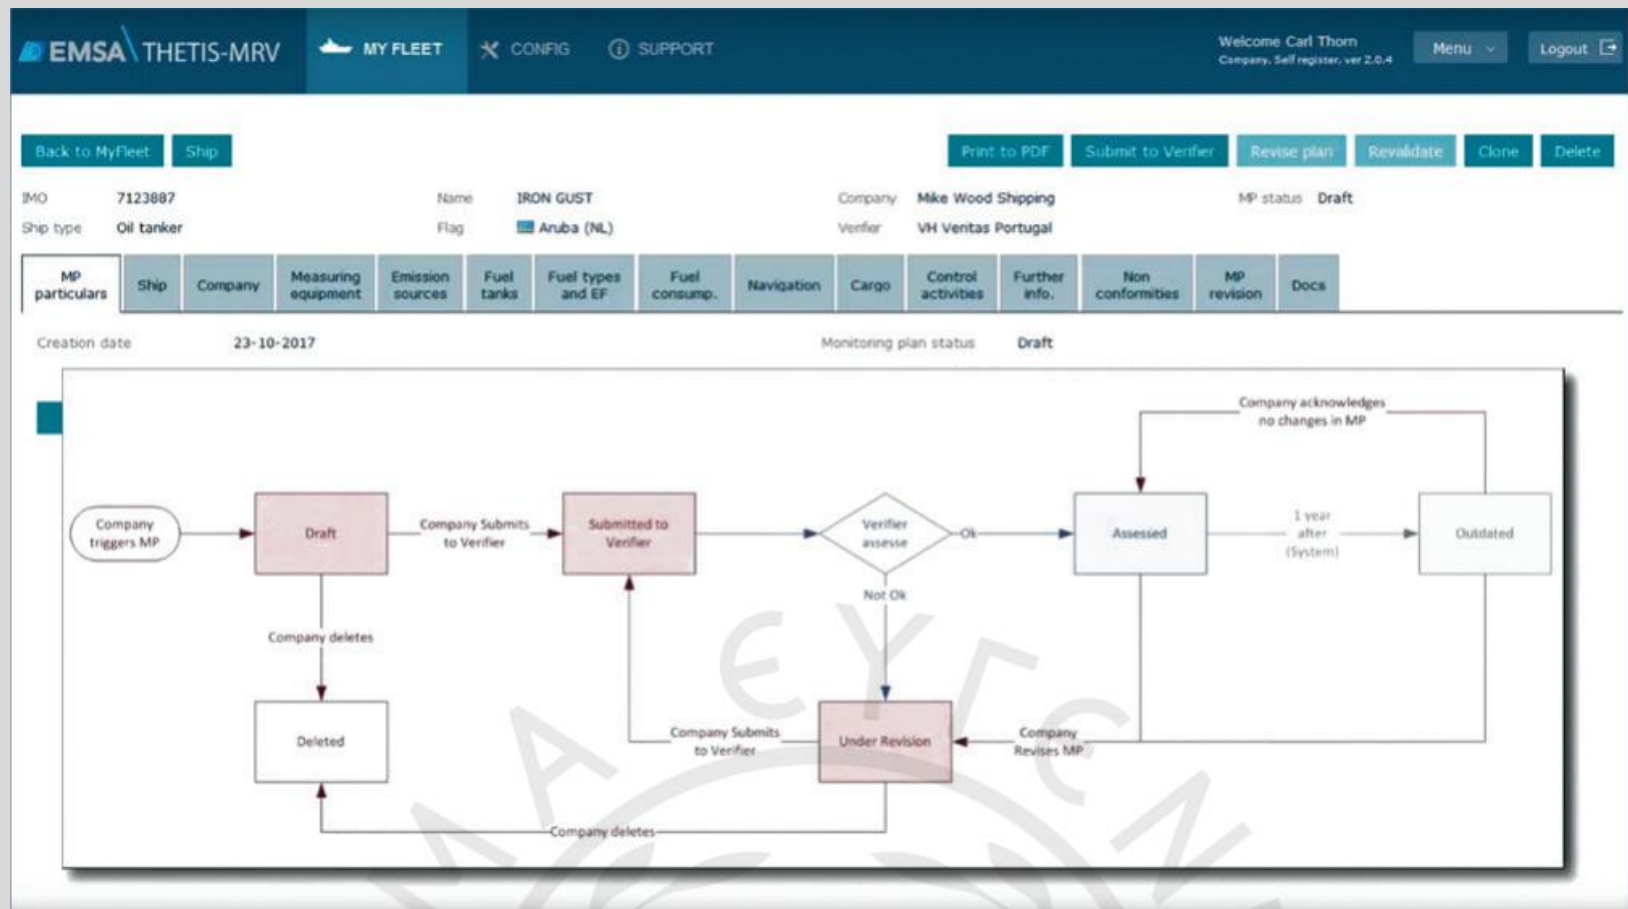 EMSA THETIS-MRV MY FLEET CONFIG SUPPORT
Welcome Carl Thorn
Company, Self register, ver 2.0.4
Menu
Logout
Back to MyFleet Ship Print to PDF Submit to Verifier Revise plan Revalidate Clone Delete
IMO 7123887 Name IRON GUST Company Mike Wood Shipping MP status Draft
Ship type Oil tanker Flag Aruba (NL) Verifier VH Veritas Portugal
MP particulars
Ship
Company
Measuring equipment
Emission sources
Fuel tanks
Fuel types and EF
Fuel consump.
Navigation
Cargo
Control activities
Further info.
Non conformities
MP revision
Docs
Creation date 23-10-2017 Monitoring plan status Draft
Company acknowledges
no changes in MP
Company
triggers MP
Draft
Company Submits
to Verifier
Submitted to
Verifier
Verifier
assesse
Ok
Assessed
1 year
after
(System)
Outdated
Not Ok
Company deletes
Deleted
Company Submits
to Verifier
Under Revision
Company
Revises MP
Company deletes
ΜΑ ΕΥΓΕΝ